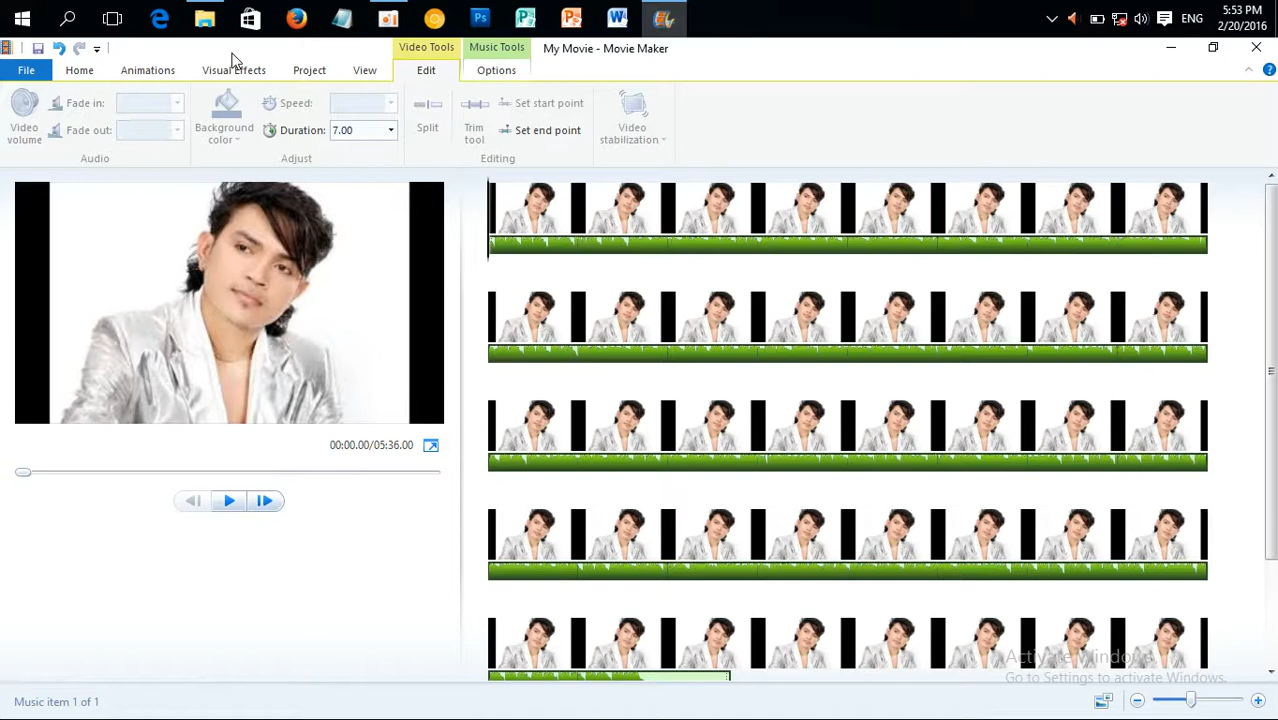 ENG
5:53 PM
2/20/2016
Video Tools
Music Tools
My Movie - Movie Maker
File
Home
Animations
Visual Effects
Project
View
Edit
Options
Video
volume
Fade in:
Fade out:
Audio
Background
color
Speed:
Duration: 7.00
Adjust
Split
Trim
tool
Set start point
Set end point
Editing
Video
stabilization
00:00.00/05:36.00
Activate Windows
Go to Settings to activate Windows.
Music item 1 of 1